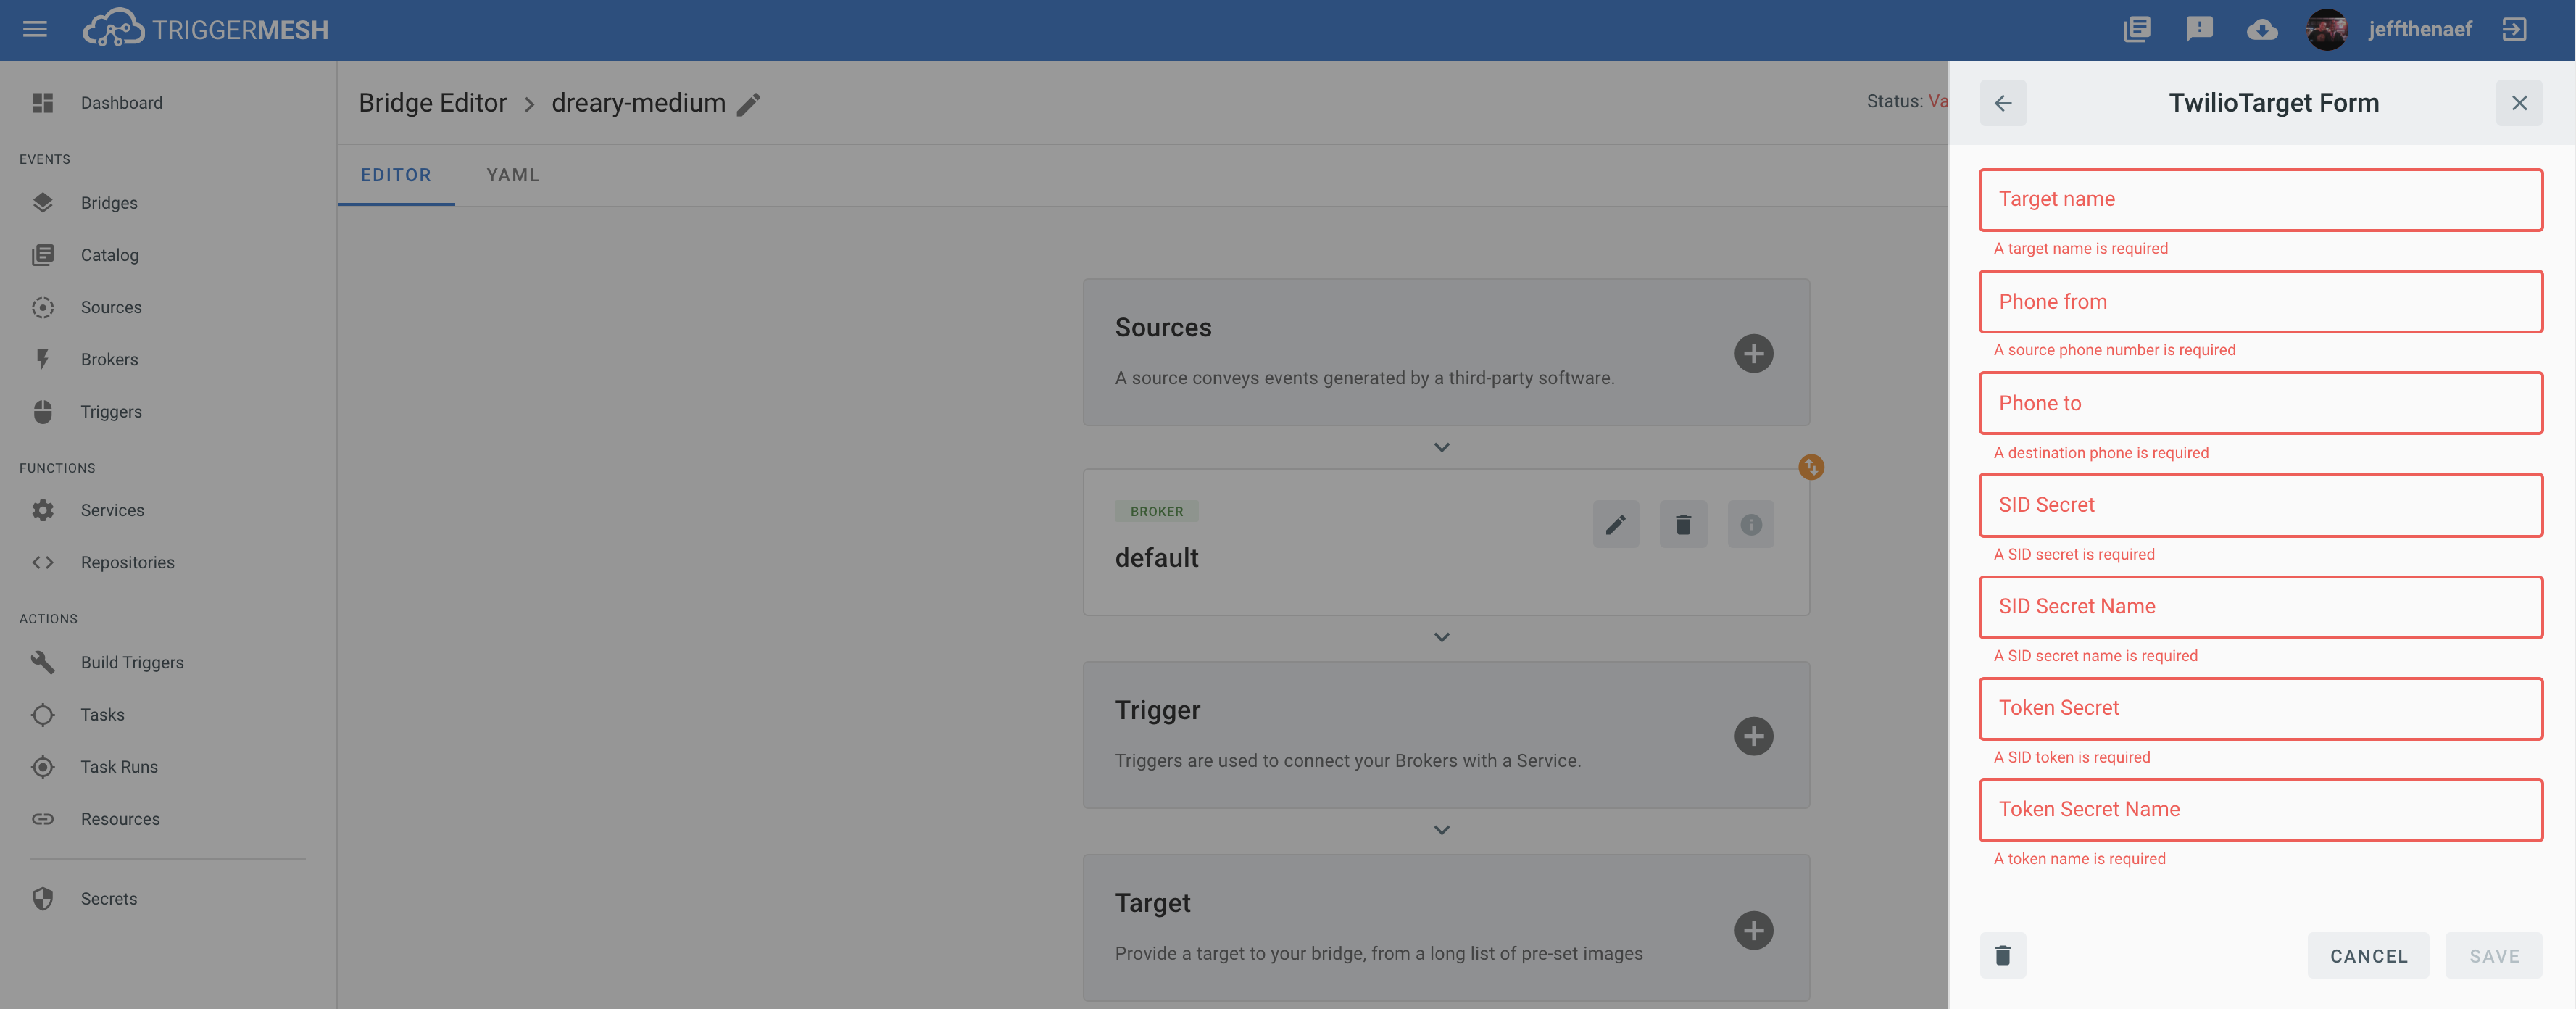 TRIGGERMESH
jeffthenaef
Dashboard
EVENTS
Bridges
Catalog
Sources
Brokers
Triggers
FUNCTIONS
Services
Repositories
ACTIONS
Build Triggers
Tasks
Task Runs
Resources
Secrets
Bridge Editor > dreary-medium
Status: Va
EDITOR YAML
Sources
A source conveys events generated by a third-party software.
BROKER
default
Trigger
Triggers are used to connect your Brokers with a Service.
Target
Provide a target to your bridge, from a long list of pre-set images
TwilioTarget Form
Target name
A target name is required
Phone from
A source phone number is required
Phone to
A destination phone is required
SID Secret
A SID secret is required
SID Secret Name
A SID secret name is required
Token Secret
A SID token is required
Token Secret Name
A token name is required
CANCEL SAVE